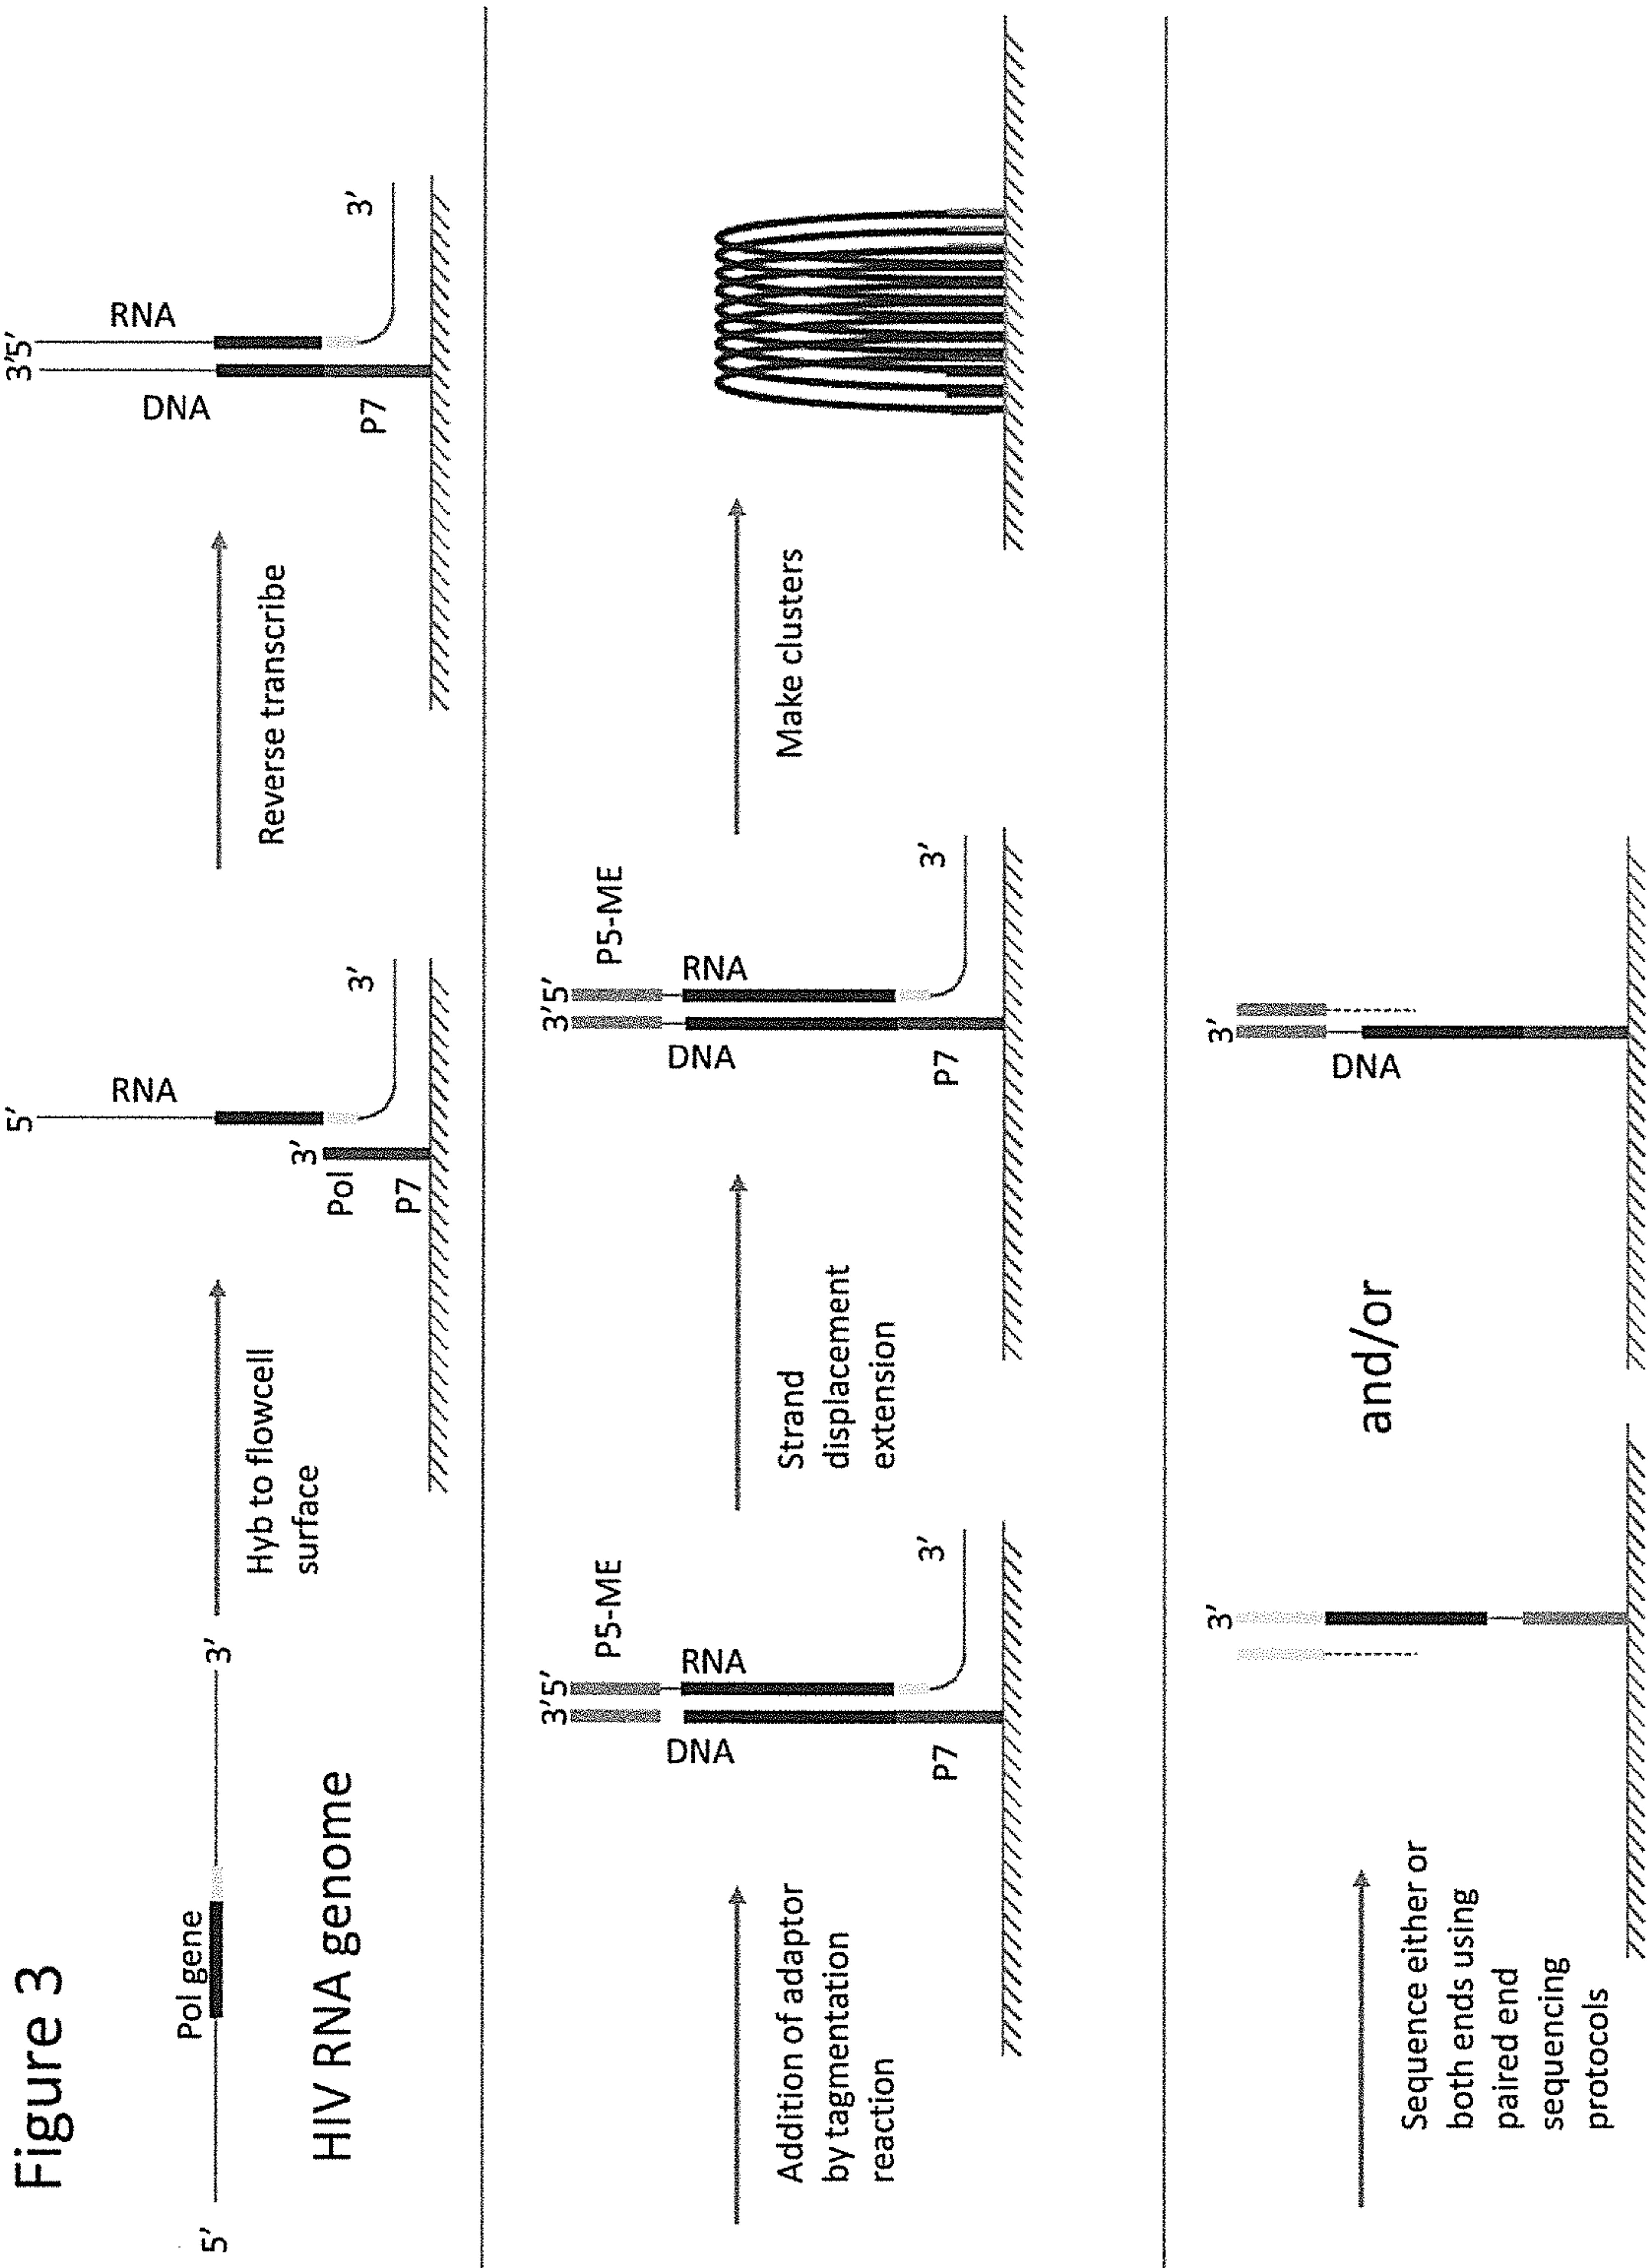 Figure 3
5'
Pol gene
3'
HIV RNA genome
Hyb to flowcell
surface
5'
RNA
3'
Pol
P7
3'
Reverse transcribe
3'5'
RNA
DNA
P7
3'
Addition of adaptor
by tagmentation
reaction
3'5'
P5-ME
RNA
DNA
P7
3'
Strand
displacement
extension
3'5'
P5-ME
RNA
DNA
P7
3'
Make clusters
Sequence either or
both ends using
paired end
sequencing
protocols
3'
and/or
3'
DNA